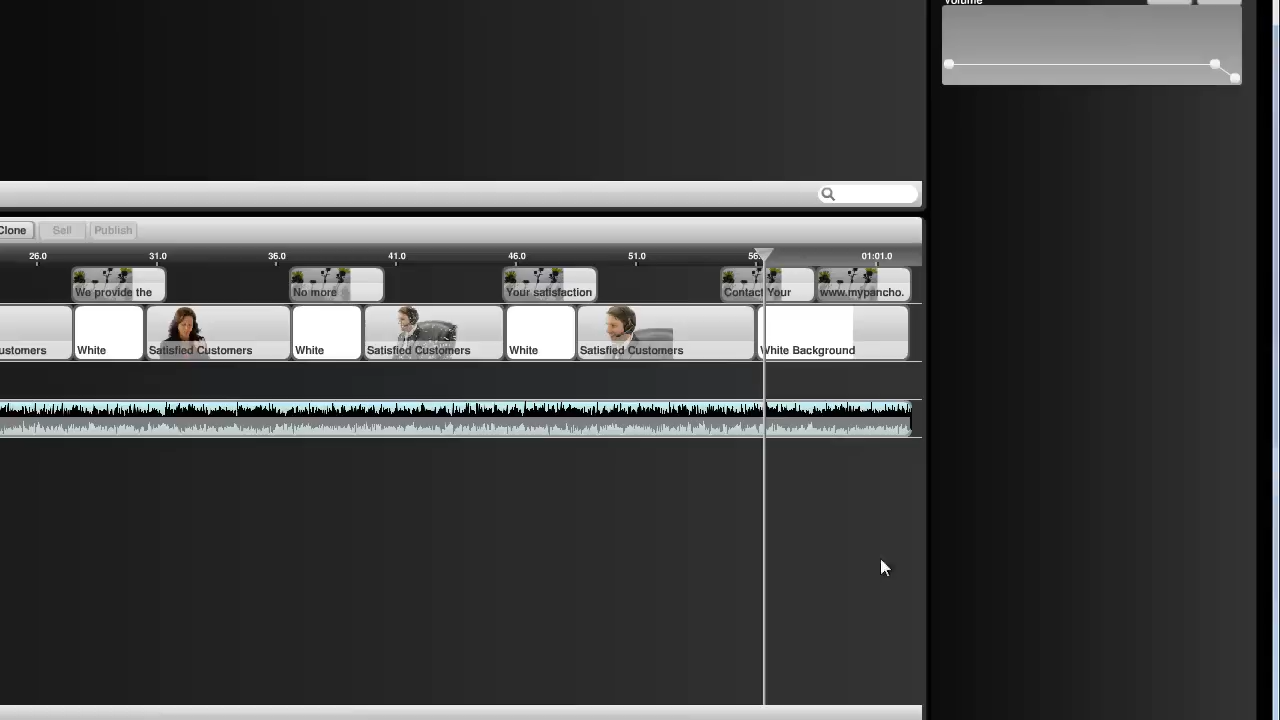 Volume
Clone Sell Publish
26.0 31.0 36.0 41.0 46.0 51.0 56. 01:01.0
We provide the No more Your satisfaction Contact Your www.mypancho.
ustomers White Satisfied Customers White Satisfied Customers White Satisfied Customers White Background